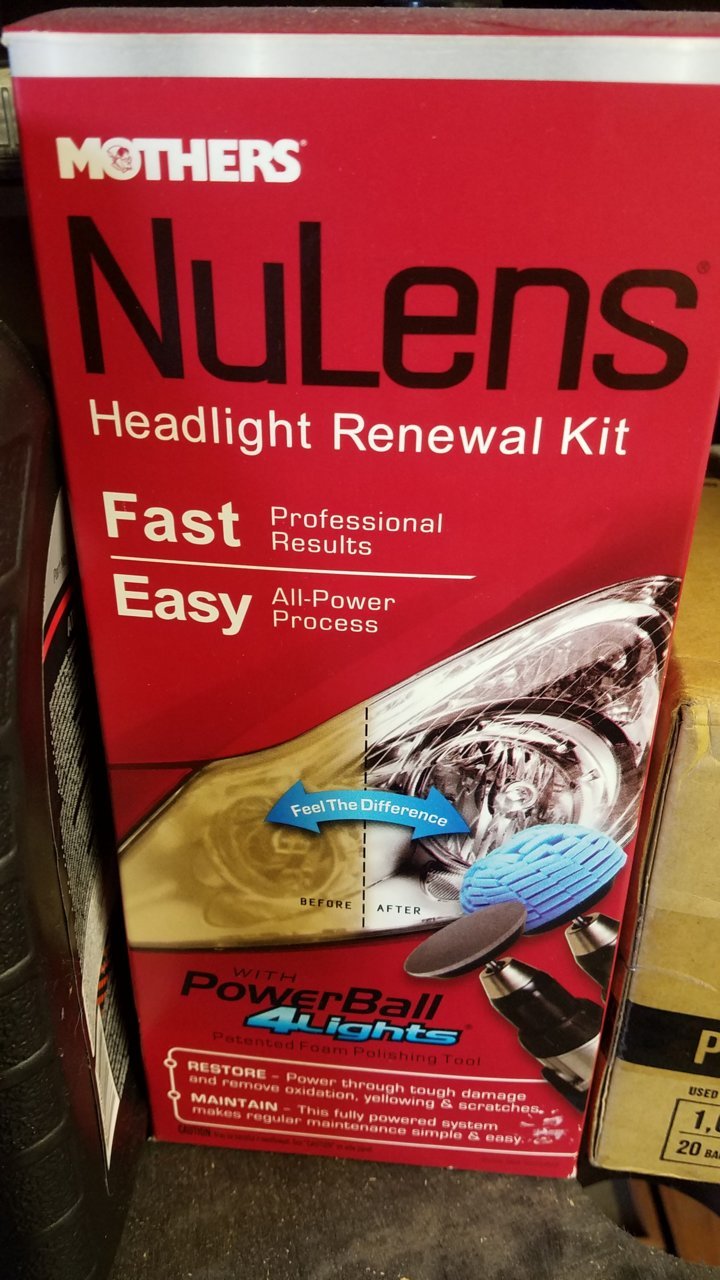 MOTHERS®
NuLens®
Headlight Renewal Kit
Fast Professional
Results
Easy All-Power
Process
Feel The Difference
BEFORE AFTER
WITH
PowerBall
4Lights®
Patented Foam Polishing Tool
RESTORE - Power through tough damage
and remove oxidation, yellowing & scratches.
MAINTAIN - This fully powered system
makes regular maintenance simple & easy.
CAUTION:
P
USED
20 BA